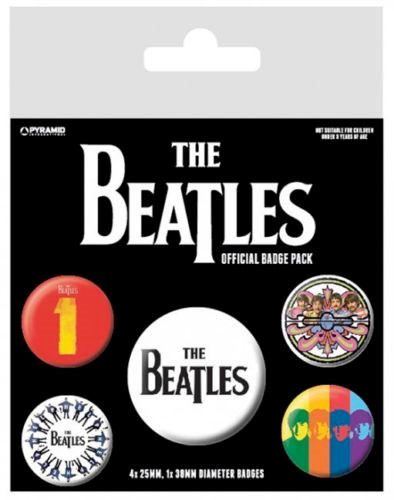 PYRAMID
INTERNATIONAL
NOT SUITABLE FOR CHILDREN
UNDER 3 YEARS OF AGE
THE
BEATLES
OFFICIAL BADGE PACK
THE
BEATLES
1
THE
BEATLES
THE
BEATLES
4x 25MM, 1x 38MM DIAMETER BADGES